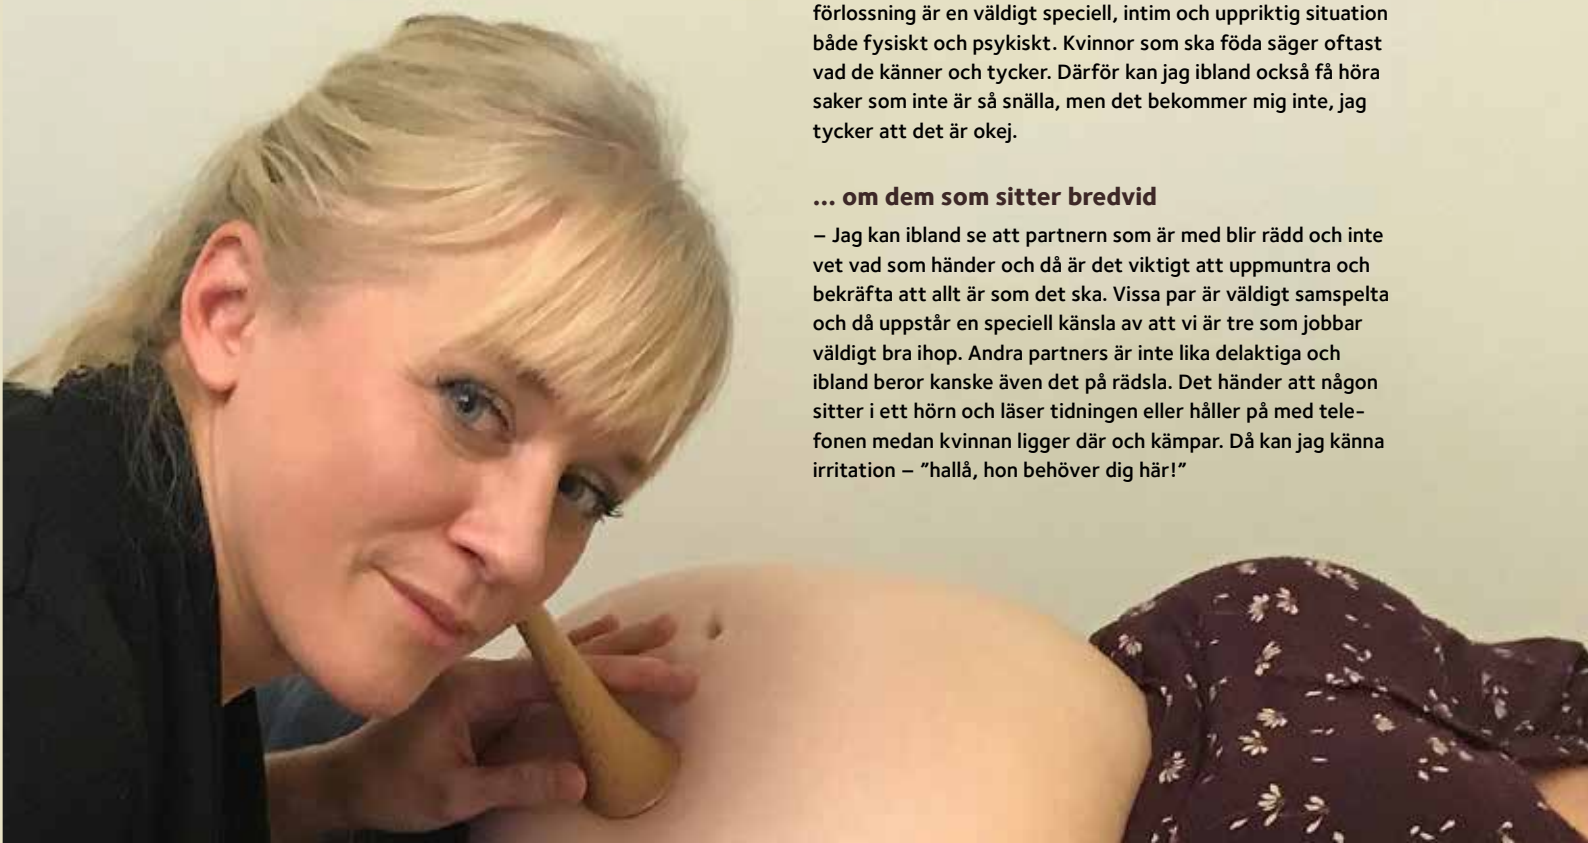 förlossning är en väldigt speciell, intim och uppriktig situation
både fysiskt och psykiskt. Kvinnor som ska föda säger oftast
vad de känner och tycker. Därför kan jag ibland också få höra
saker som inte är så snälla, men det bekommer mig inte, jag
tycker att det är okej.
... om dem som sitter bredvid
– Jag kan ibland se att partnern som är med blir rädd och inte
vet vad som händer och då är det viktigt att uppmuntra och
bekräfta att allt är som det ska. Vissa par är väldigt samspelta
och då uppstår en speciell känsla av att vi är tre som jobbar
väldigt bra ihop. Andra partners är inte lika delaktiga och
ibland beror kanske även det på rädsla. Det händer att någon
sitter i ett hörn och läser tidningen eller håller på med tele-
fonen medan kvinnan ligger där och kämpar. Då kan jag känna
irritation – ”hallå, hon behöver dig här!”